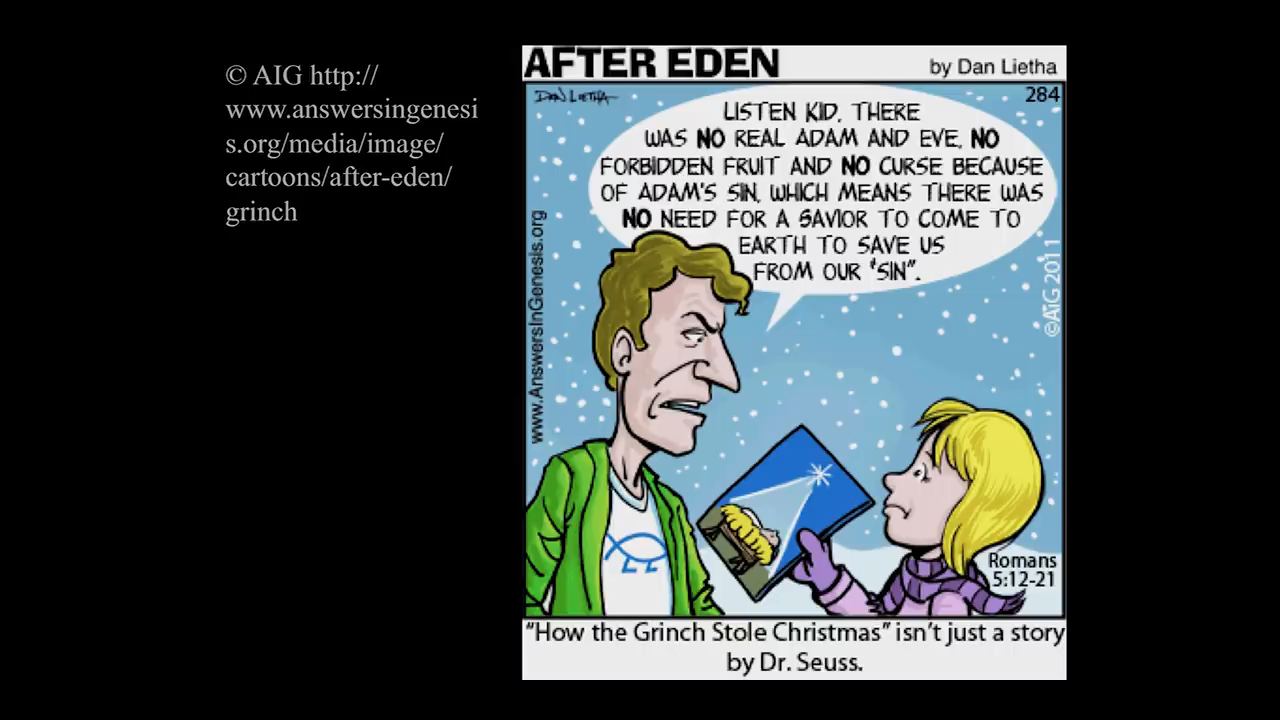 © AIG http://
www.answersingenesi
s.org/media/image/
cartoons/after-eden/
grinch
AFTER EDEN
by Dan Lietha
DAN LIETHA
284
LISTEN KID, THERE
WAS NO REAL ADAM AND EVE, NO
FORBIDDEN FRUIT AND NO CURSE BECAUSE
OF ADAM'S SIN, WHICH MEANS THERE WAS
NO NEED FOR A SAVIOR TO COME TO
EARTH TO SAVE US
FROM OUR "SIN".
www.AnswersInGenesis.org
©AiG 2011
Romans
5:12-21
"How the Grinch Stole Christmas" isn't just a story
by Dr. Seuss.